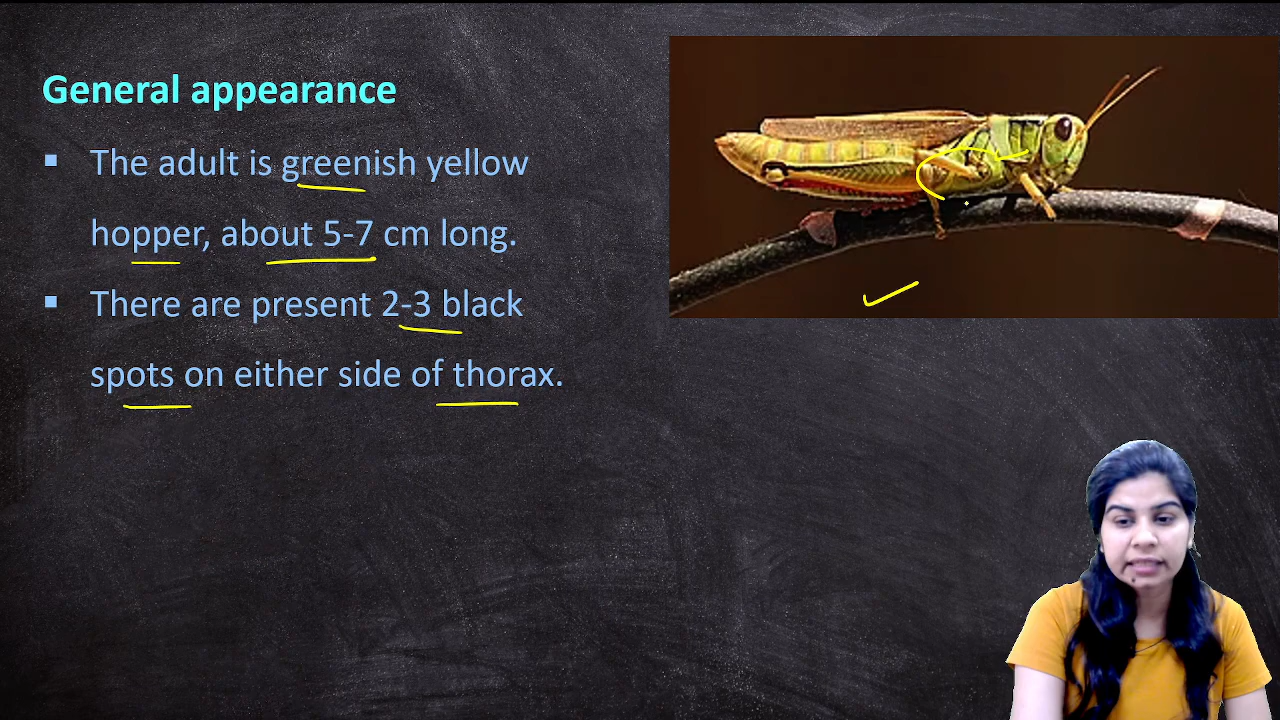 General appearance
▪ The adult is greenish yellow
hopper, about 5-7 cm long.
▪ There are present 2-3 black
spots on either side of thorax.